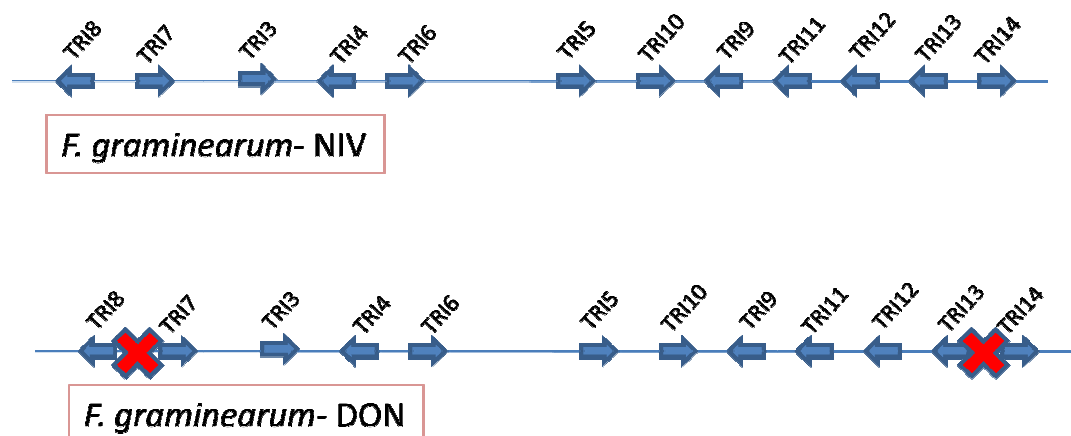 TRI8 TRI7 TRI3 TRI4 TRI6 TRI5 TRI10 TRI9 TRI11 TRI12 TRI13 TRI14
F. graminearum- NIV
TRI8 TRI7 TRI3 TRI4 TRI6 TRI5 TRI10 TRI9 TRI11 TRI12 TRI13 TRI14
F. graminearum- DON